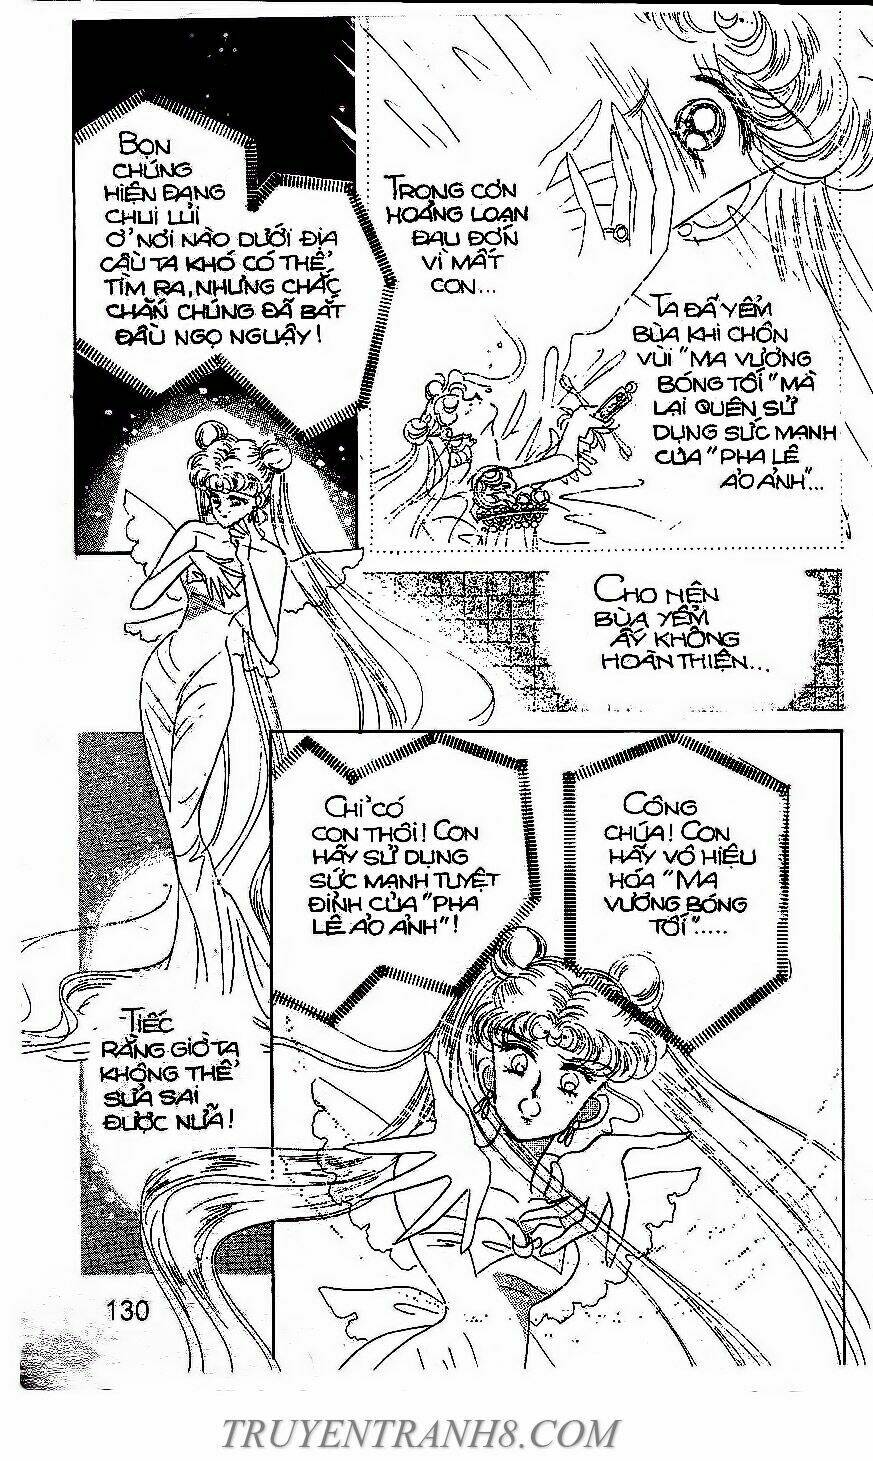 BỌN
CHÚNG
HIỆN ĐANG
CHUI LỦI
Ở NƠI NÀO DƯỚI ĐỊA
CẦU TA KHÓ CÓ THỂ
TÌM RA, NHƯNG CHẮC
CHẮN CHÚNG ĐÃ BẮT
ĐẦU NGỌ NGUẬY!
TRONG CƠN
HOẢNG LOẠN
ĐAU ĐỚN
VÌ MẤT
CON...
TA ĐÃ YỂM
BÙA KHI CHÔN
VÙI "MA VƯƠNG
BÓNG TỐI" MÀ
LẠI QUÊN SỬ
DỤNG SỨC MẠNH
CỦA "PHA LÊ
ẢO ẢNH"...
CHO NÊN
BÙA YỂM
ẤY KHÔNG
HOÀN THIỆN...
CHỈ CÓ
CON THÔI! CON
HÃY SỬ DỤNG
SỨC MẠNH TUYỆT
ĐỈNH CỦA "PHA
LÊ ẢO ẢNH"!
CÔNG
CHÚA! CON
HÃY VÔ HIỆU
HÓA "MA
VƯƠNG BÓNG
TỐI".....
TIẾC
RẰNG GIỜ TA
KHÔNG THỂ
SỬA SAI
ĐƯỢC NỮA!
130
TRUYENTRANH8.COM